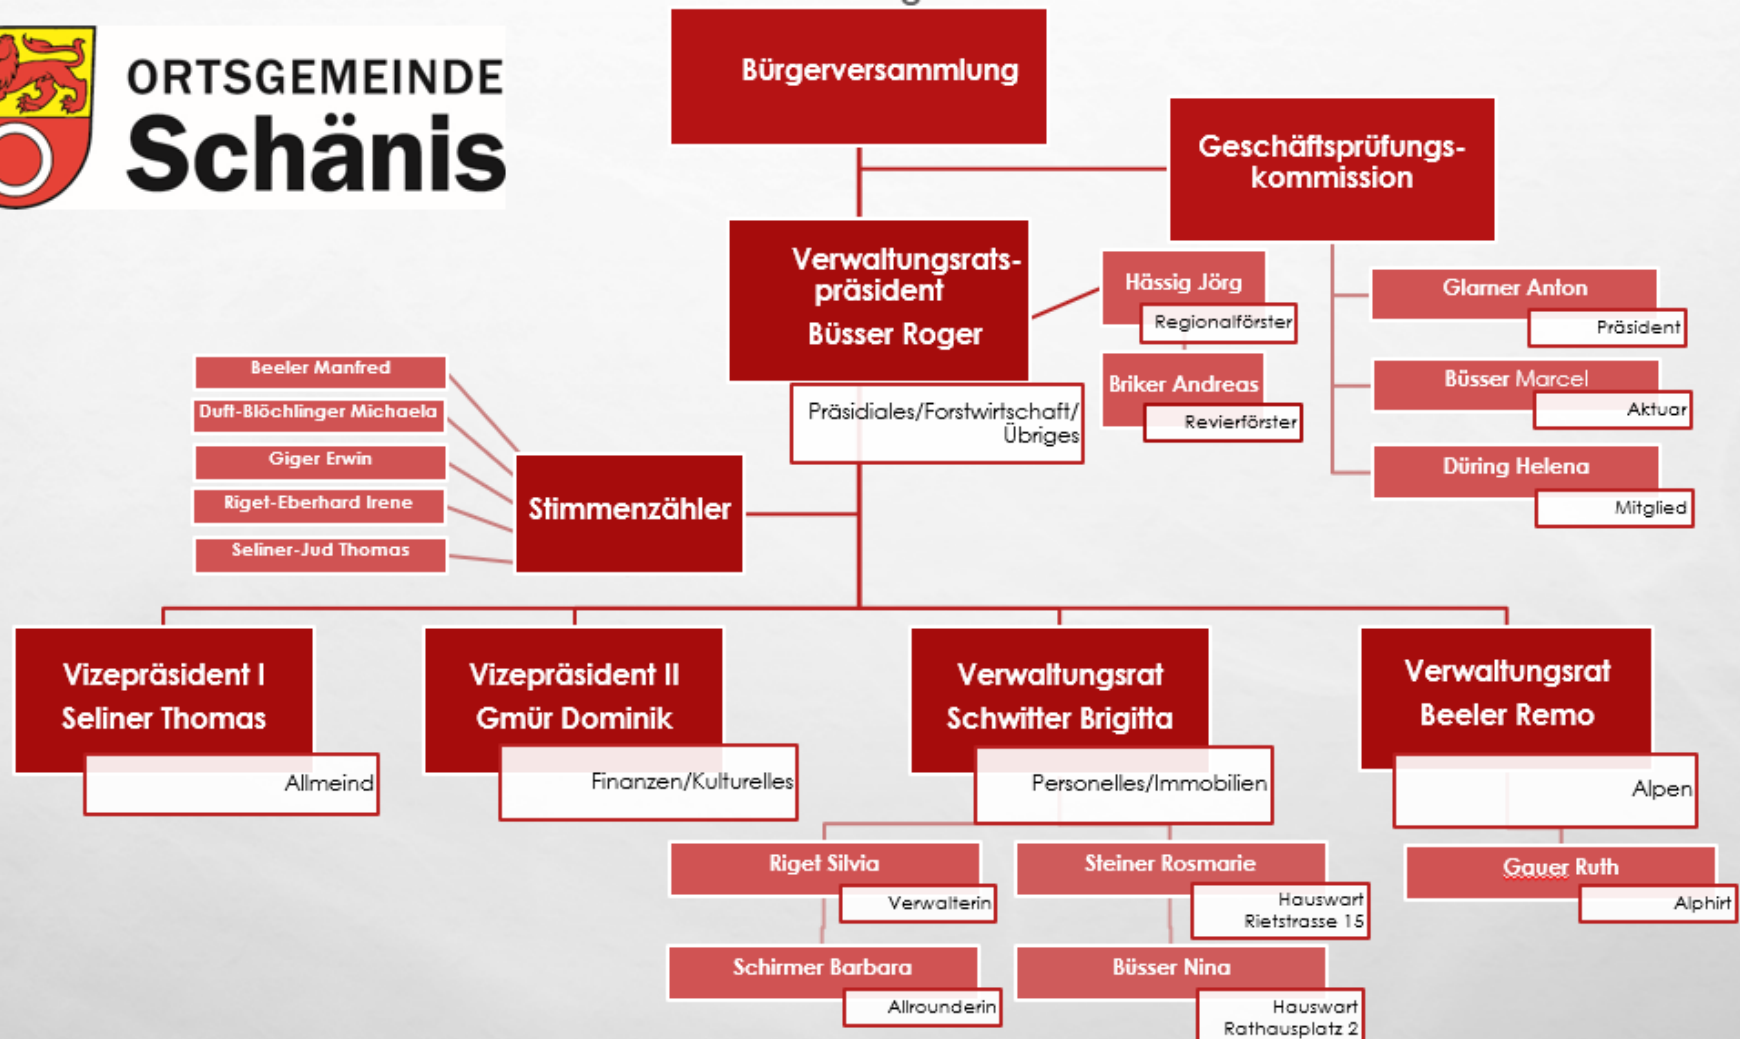 ORTSGEMEINDE
Schänis
Bürgerversammlung
Geschäftsprüfungs-
kommission
Verwaltungsrats-
präsident
Büsser Roger
Präsidiales/Forstwirtschaft/
Übriges
Hässig Jörg
Regionalförster
Briker Andreas
Revierförster
Glarner Anton
Präsident
Büsser Marcel
Aktuar
Düring Helena
Mitglied
Beeler Manfred
Duft-Blöchlinger Michaela
Giger Erwin
Riget-Eberhard Irene
Seliner-Jud Thomas
Stimmenzähler
Vizepräsident I
Seliner Thomas
Allmeind
Vizepräsident II
Gmür Dominik
Finanzen/Kulturelles
Verwaltungsrat
Schwitter Brigitta
Personelles/Immobilien
Verwaltungsrat
Beeler Remo
Alpen
Riget Silvia
Verwalterin
Schirmer Barbara
Allrounderin
Steiner Rosmarie
Hauswart
Rietstrasse 15
Büsser Nina
Hauswart
Rathausplatz 2
Gauer Ruth
Alphirt